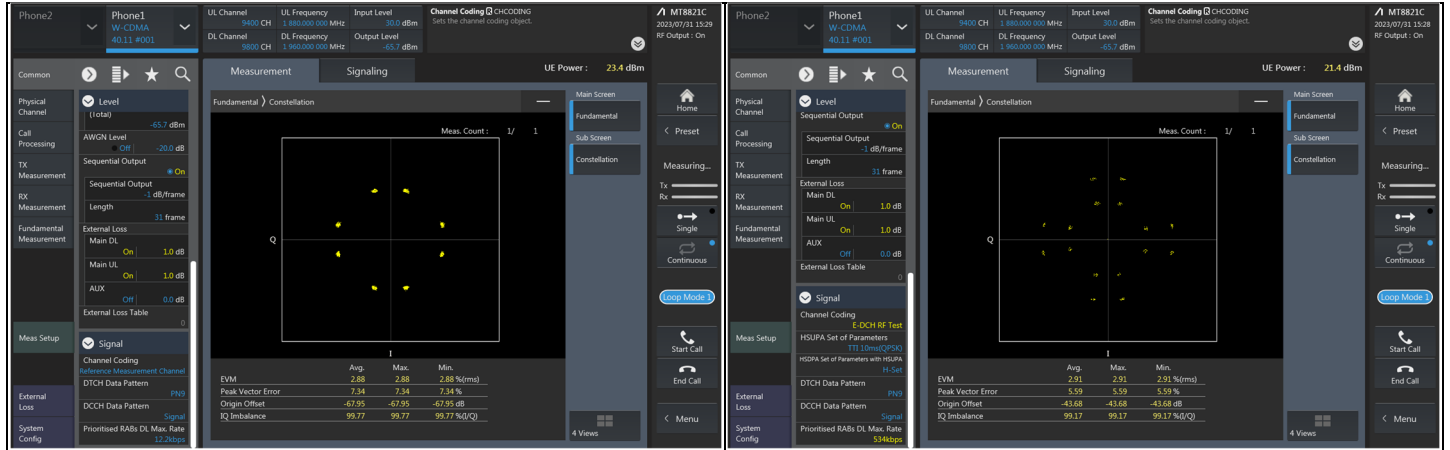 Phone2
Phone1
W-CDMA
40.11 #001
UL Channel
9400 CH
UL Frequency
1 880.000 000 MHz
Input Level
30.0 dBm
DL Channel
9800 CH
DL Frequency
1 960.000 000 MHz
Output Level
-65.7 dBm
Channel Coding CHCODING
Sets the channel coding object.
MT8821C
2023/07/31 15:29
RF Output : On
Common
Physical
Channel
Call
Processing
TX
Measurement
RX
Measurement
Fundamental
Measurement
Meas Setup
External
Loss
System
Config
Level
(Total)
-65.7 dBm
AWGN Level
Off -20.0 dB
Sequential Output
On
Sequential Output
-1 dB/frame
Length
31 frame
External Loss
Main DL
On 1.0 dB
Main UL
On 1.0 dB
AUX
Off 0.0 dB
External Loss Table
0
Signal
Channel Coding
Reference Measurement Channel
DTCH Data Pattern
PN9
DCCH Data Pattern
Signal
Prioritised RABs DL Max. Rate
12.2kbps
Measurement
Signaling
UE Power : 23.4 dBm
Fundamental ❭ Constellation
Meas. Count : 1/ 1
Q
I
Avg. Max. Min.
EVM 2.88 2.88 2.88 %(rms)
Peak Vector Error 7.34 7.34 7.34 %
Origin Offset -67.95 -67.95 -67.95 dB
IQ Imbalance 99.77 99.77 99.77 %(I/Q)
Main Screen
Fundamental
Sub Screen
Constellation
4 Views
Home
Preset
Measuring...
Tx
Rx
Single
Continuous
Loop Mode 1
Start Call
End Call
Menu
Phone2
Phone1
W-CDMA
40.11 #001
UL Channel
9400 CH
UL Frequency
1 880.000 000 MHz
Input Level
30.0 dBm
DL Channel
9800 CH
DL Frequency
1 960.000 000 MHz
Output Level
-65.7 dBm
Channel Coding CHCODING
Sets the channel coding object.
MT8821C
2023/07/31 15:28
RF Output : On
Common
Physical
Channel
Call
Processing
TX
Measurement
RX
Measurement
Fundamental
Measurement
Meas Setup
External
Loss
System
Config
Level
Sequential Output
On
Sequential Output
-1 dB/frame
Length
31 frame
External Loss
Main DL
On 1.0 dB
Main UL
On 1.0 dB
AUX
Off 0.0 dB
External Loss Table
0
Signal
Channel Coding
E-DCH RF Test
HSUPA Set of Parameters
TTI 10ms(QPSK)
HSDPA Set of Parameters with HSUPA
H-Set
DTCH Data Pattern
PN9
DCCH Data Pattern
Signal
Prioritised RABs DL Max. Rate
534kbps
Measurement
Signaling
UE Power : 21.4 dBm
Fundamental ❭ Constellation
Meas. Count : 1/ 1
Q
I
Avg. Max. Min.
EVM 2.91 2.91 2.91 %(rms)
Peak Vector Error 5.59 5.59 5.59 %
Origin Offset -43.68 -43.68 -43.68 dB
IQ Imbalance 99.17 99.17 99.17 %(I/Q)
Main Screen
Fundamental
Sub Screen
Constellation
4 Views
Home
Preset
Measuring...
Tx
Rx
Single
Continuous
Loop Mode 1
Start Call
End Call
Menu